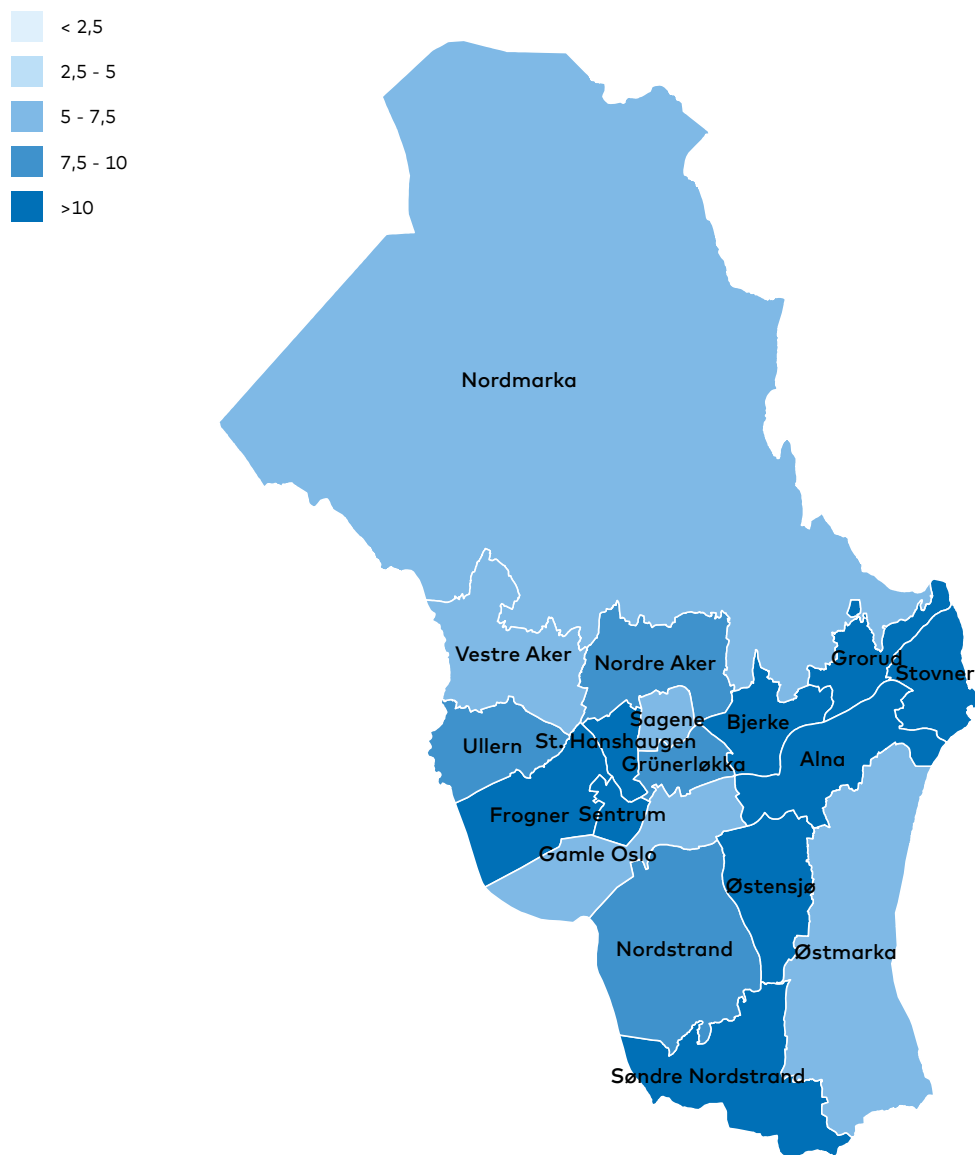 < 2,5
2,5 - 5
5 - 7,5
7,5 - 10
>10
Nordmarka
Vestre Aker
Nordre Aker
Grorud
Stovner
Sagene
Bjerke
Ullern
St. Hanshaugen
Grünerløkka
Alna
Frogner
Sentrum
Gamle Oslo
Østensjø
Nordstrand
Østmarka
Søndre Nordstrand